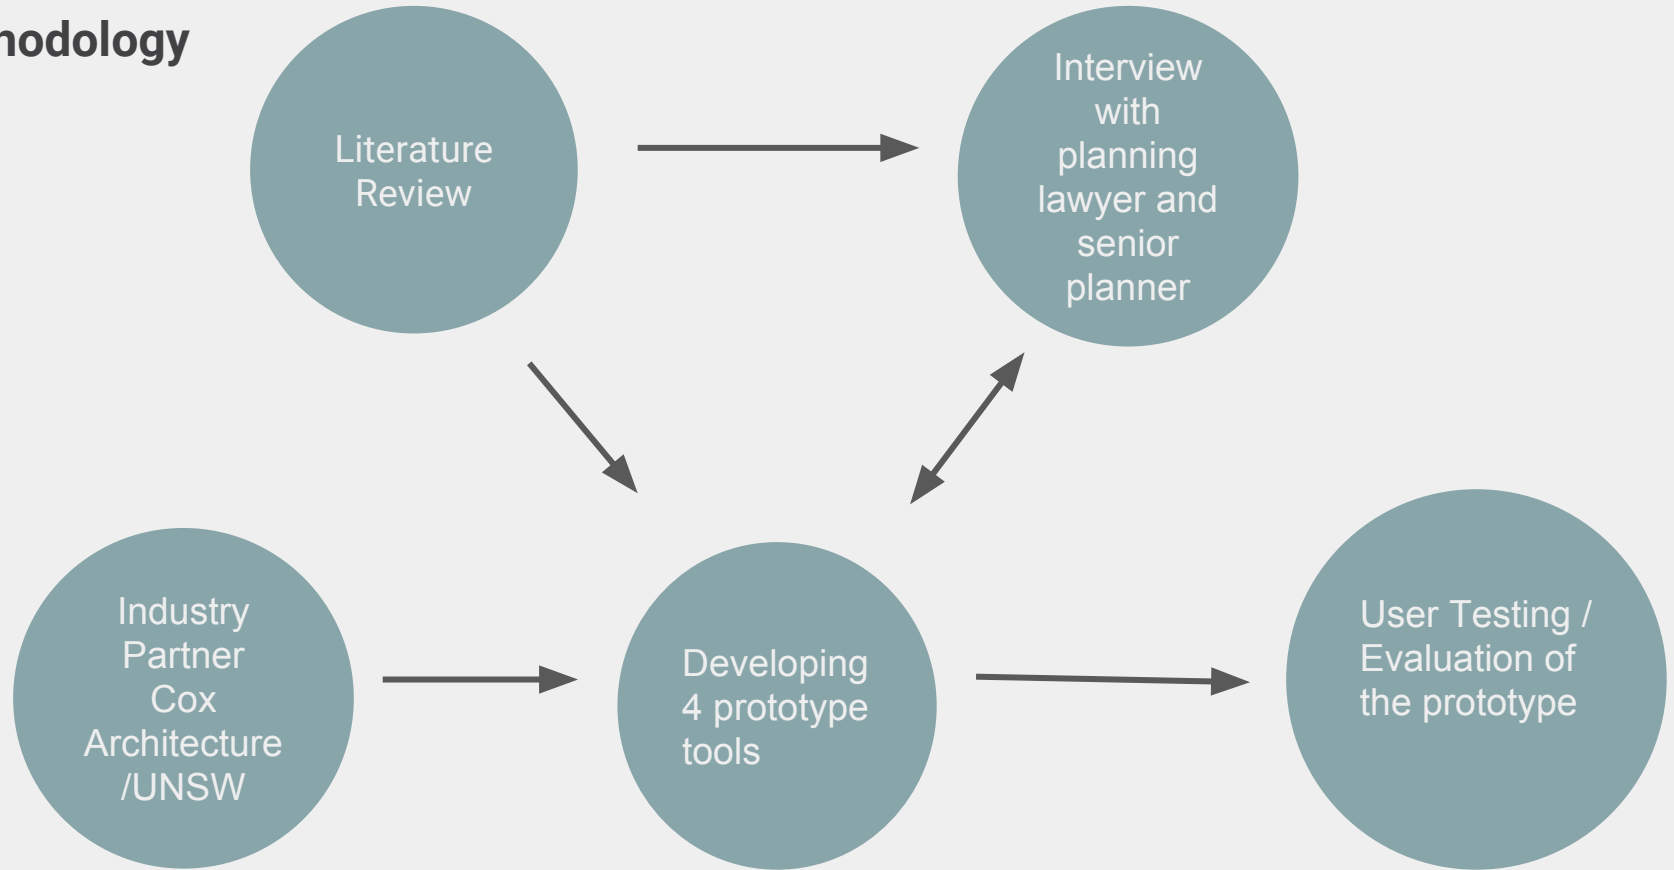 hodology
Literature
Review
Interview
with
planning
lawyer and
senior
planner
Industry
Partner
Cox
Architecture
/UNSW
Developing
4 prototype
tools
User Testing /
Evaluation of
the prototype